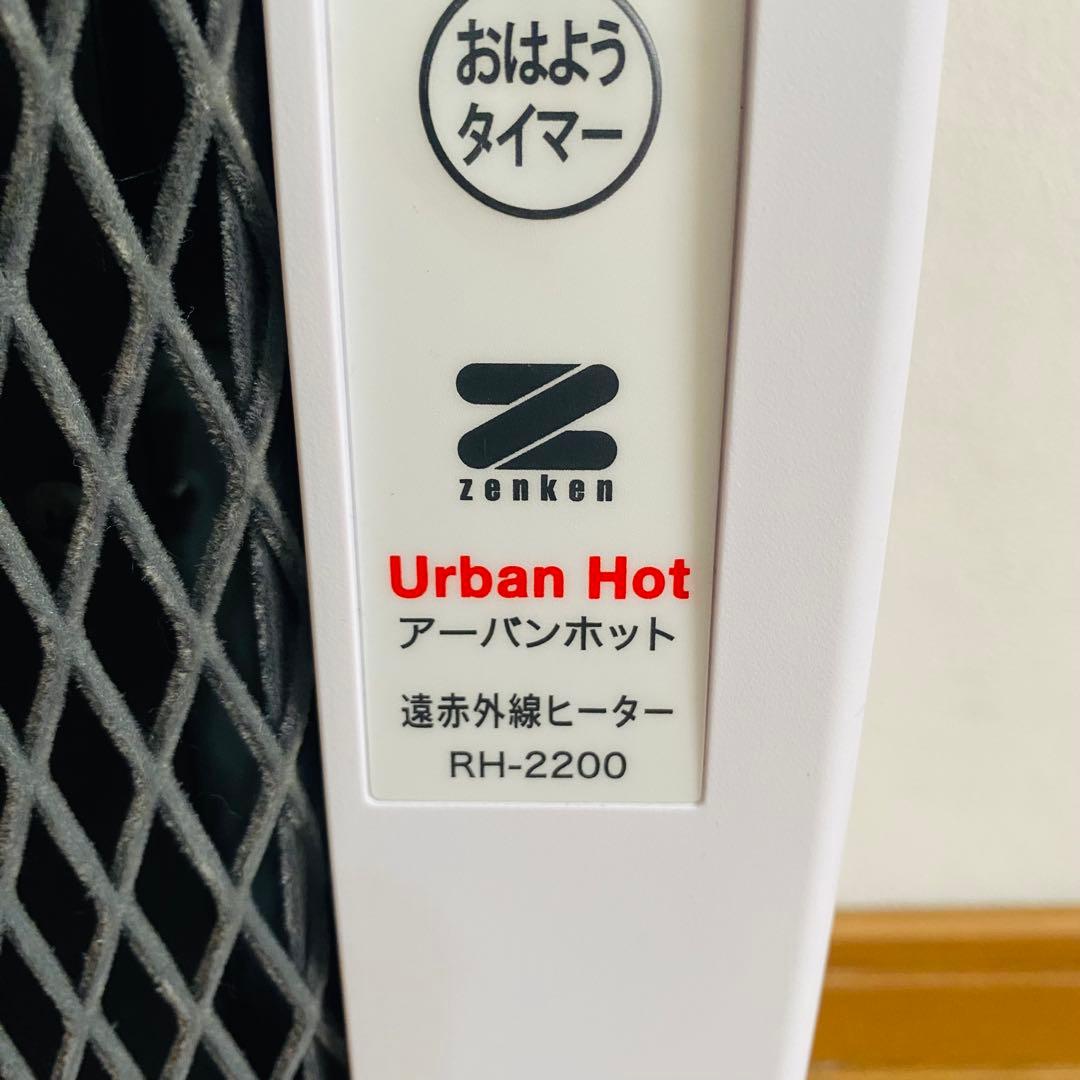 おはよう
タイマー
zenken
Urban Hot
アーバンホット
遠赤外線ヒーター
RH-2200